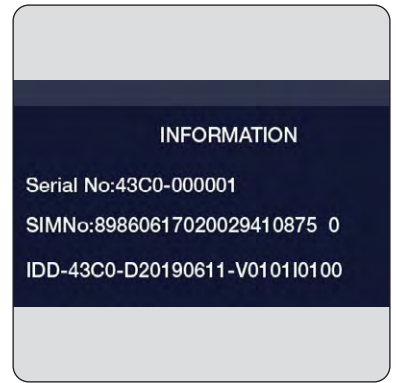 INFORMATION
Serial No:43C0-000001
SIMNo:89860617020029410875 0
IDD-43C0-D20190611-V0101I0100